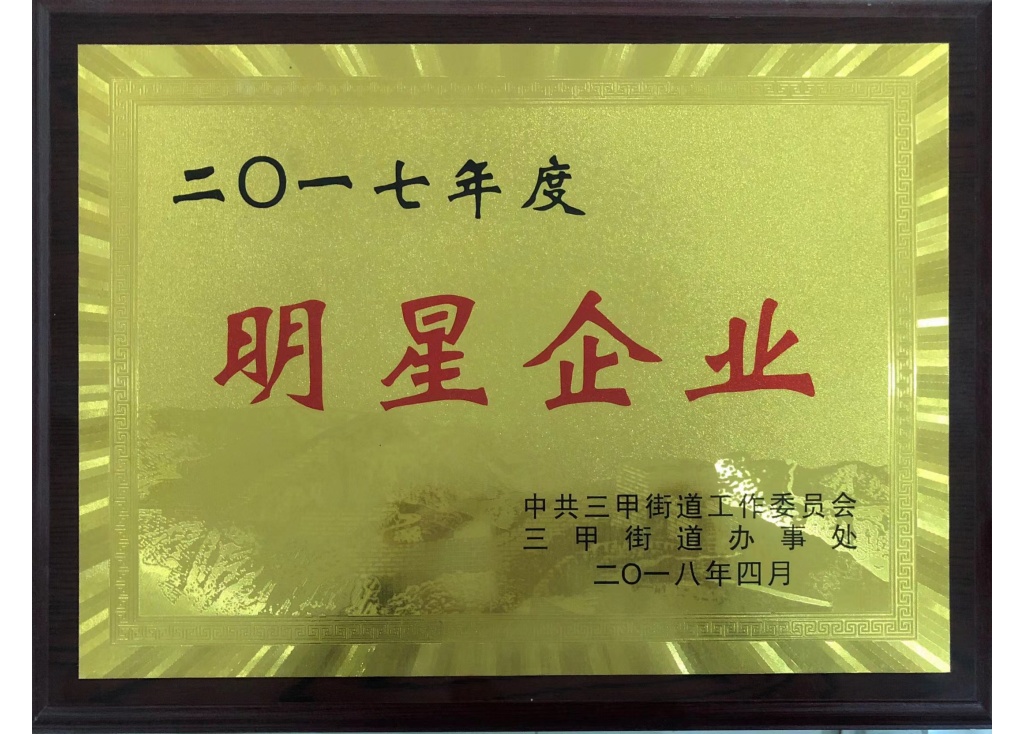 二〇一七年度
明星企业
中共三甲街道工作委员会
三甲街道办事处
二〇一八年四月